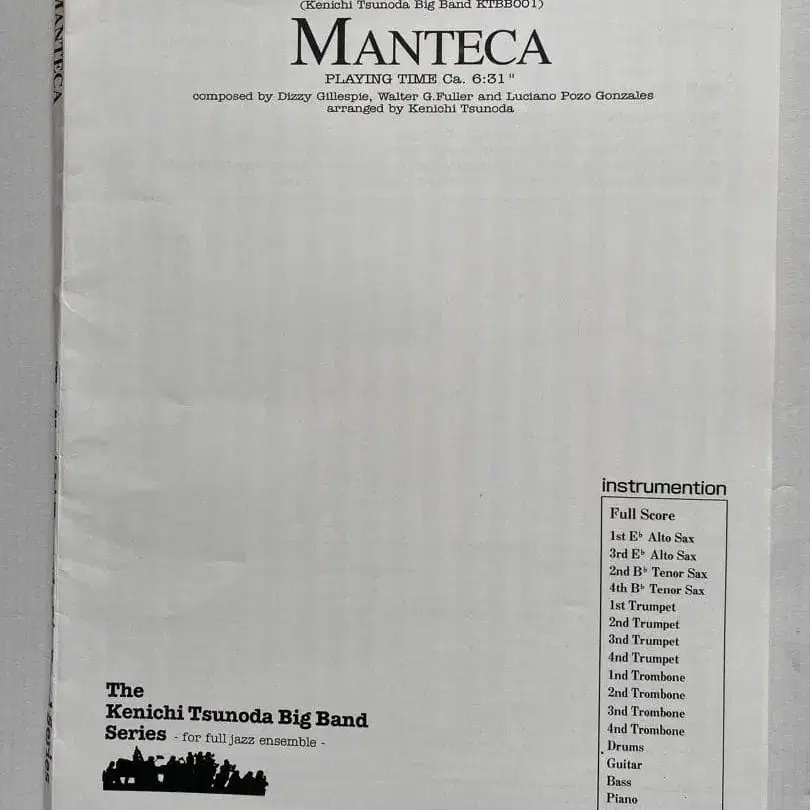 MANTECA
(Kenichi Tsunoda Big Band KTBB001)
MANTECA
PLAYING TIME Ca. 6:31"
composed by Dizzy Gillespie, Walter G.Fuller and Luciano Pozo Gonzales
arranged by Kenichi Tsunoda
instrumention
Full Score
1st E♭ Alto Sax
3rd E♭ Alto Sax
2nd B♭ Tenor Sax
4th B♭ Tenor Sax
1st Trumpet
2nd Trumpet
3nd Trumpet
4nd Trumpet
1nd Trombone
2nd Trombone
3nd Trombone
4nd Trombone
Drums
Guitar
Bass
Piano
The
Kenichi Tsunoda Big Band
Series - for full jazz ensemble -